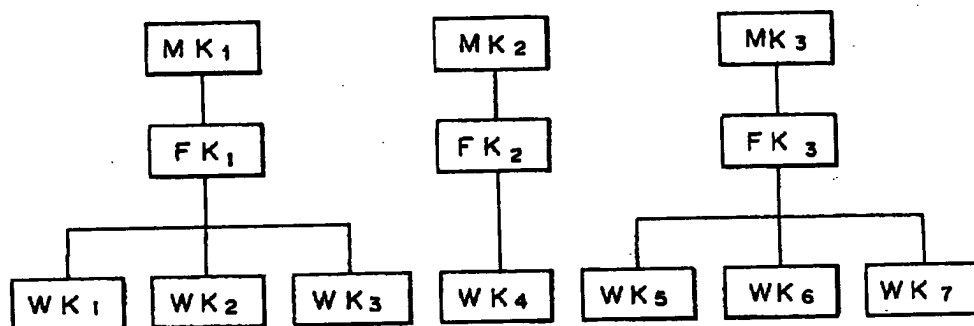 MK₁ MK₂ MK₃
FK₁ FK₂ FK₃
WK₁ WK₂ WK₃ WK₄ WK₅ WK₆ WK₇